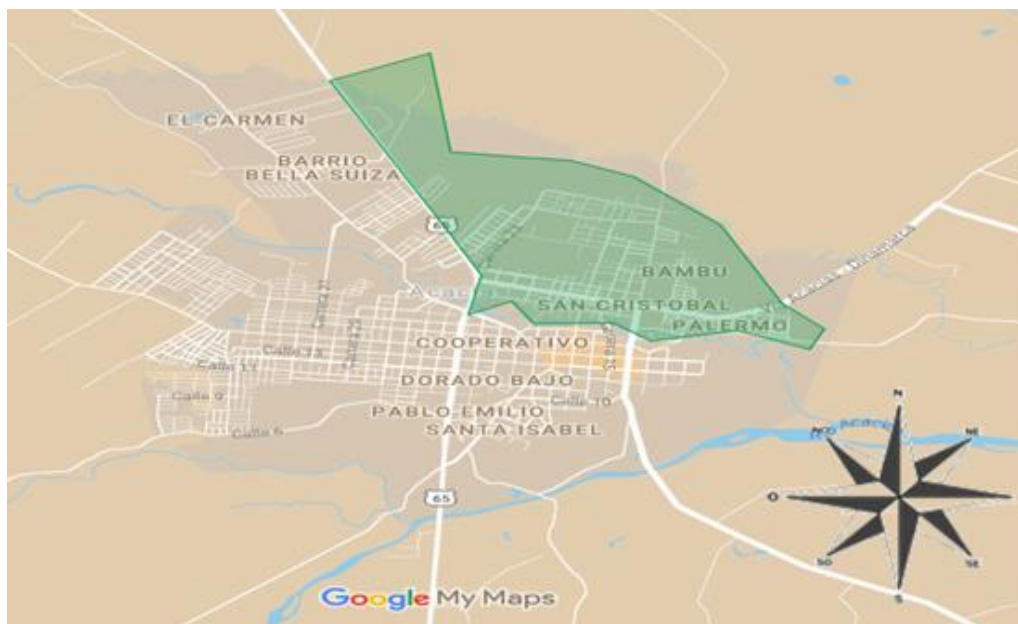 EL CARMEN
BARRIO
BELLA SUIZA
65
BAMBU
SAN CRISTOBAL
PALERMO
COOPERATIVO
Calle 13
Calle 11
DORADO BAJO
Calle 9
Calle 10
PABLO EMILIO
SANTA ISABEL
Calle 6
65
N
NO
NE
O
SO
SE
S
Google My Maps